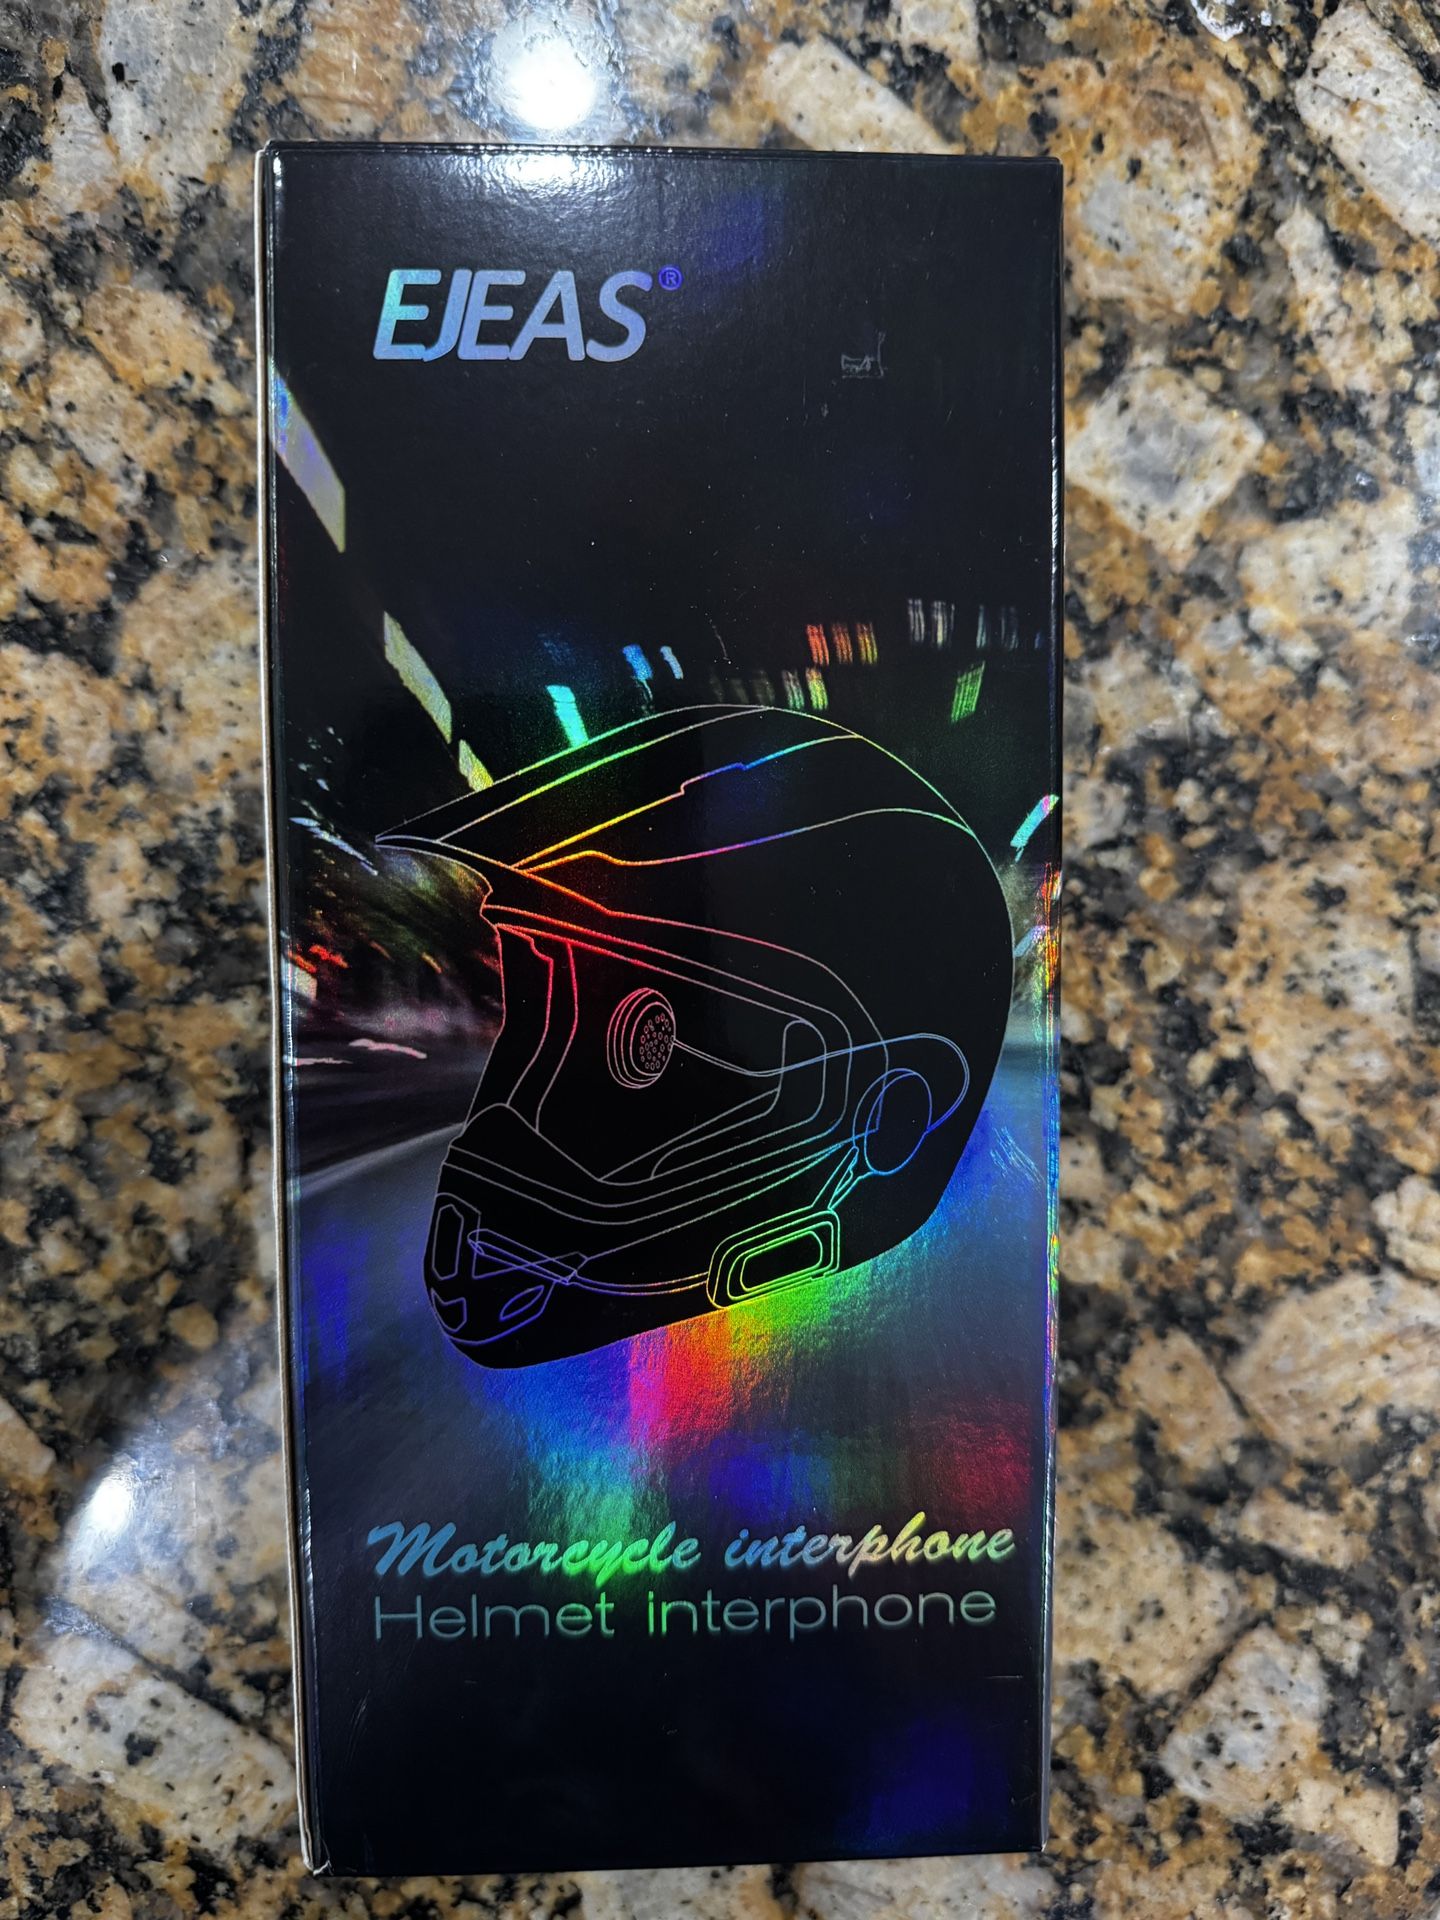 EJEAS®
Motorcycle interphone
Helmet interphone